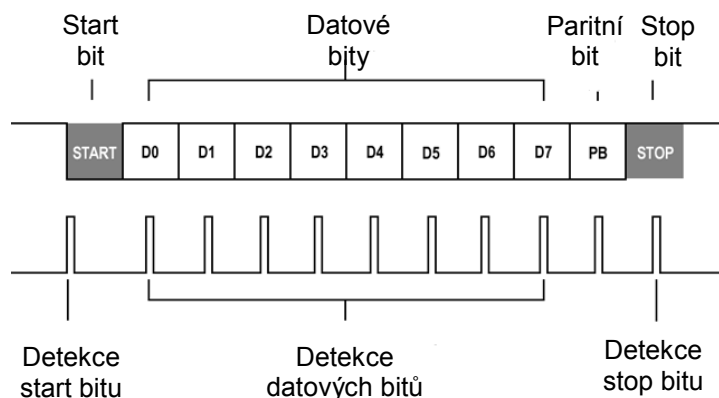 Start
bit
Datové
bity
Paritní
bit
Stop
bit
START D0 D1 D2 D3 D4 D5 D6 D7 PB STOP
Detekce
start bitu
Detekce
datových bitů
Detekce
stop bitu